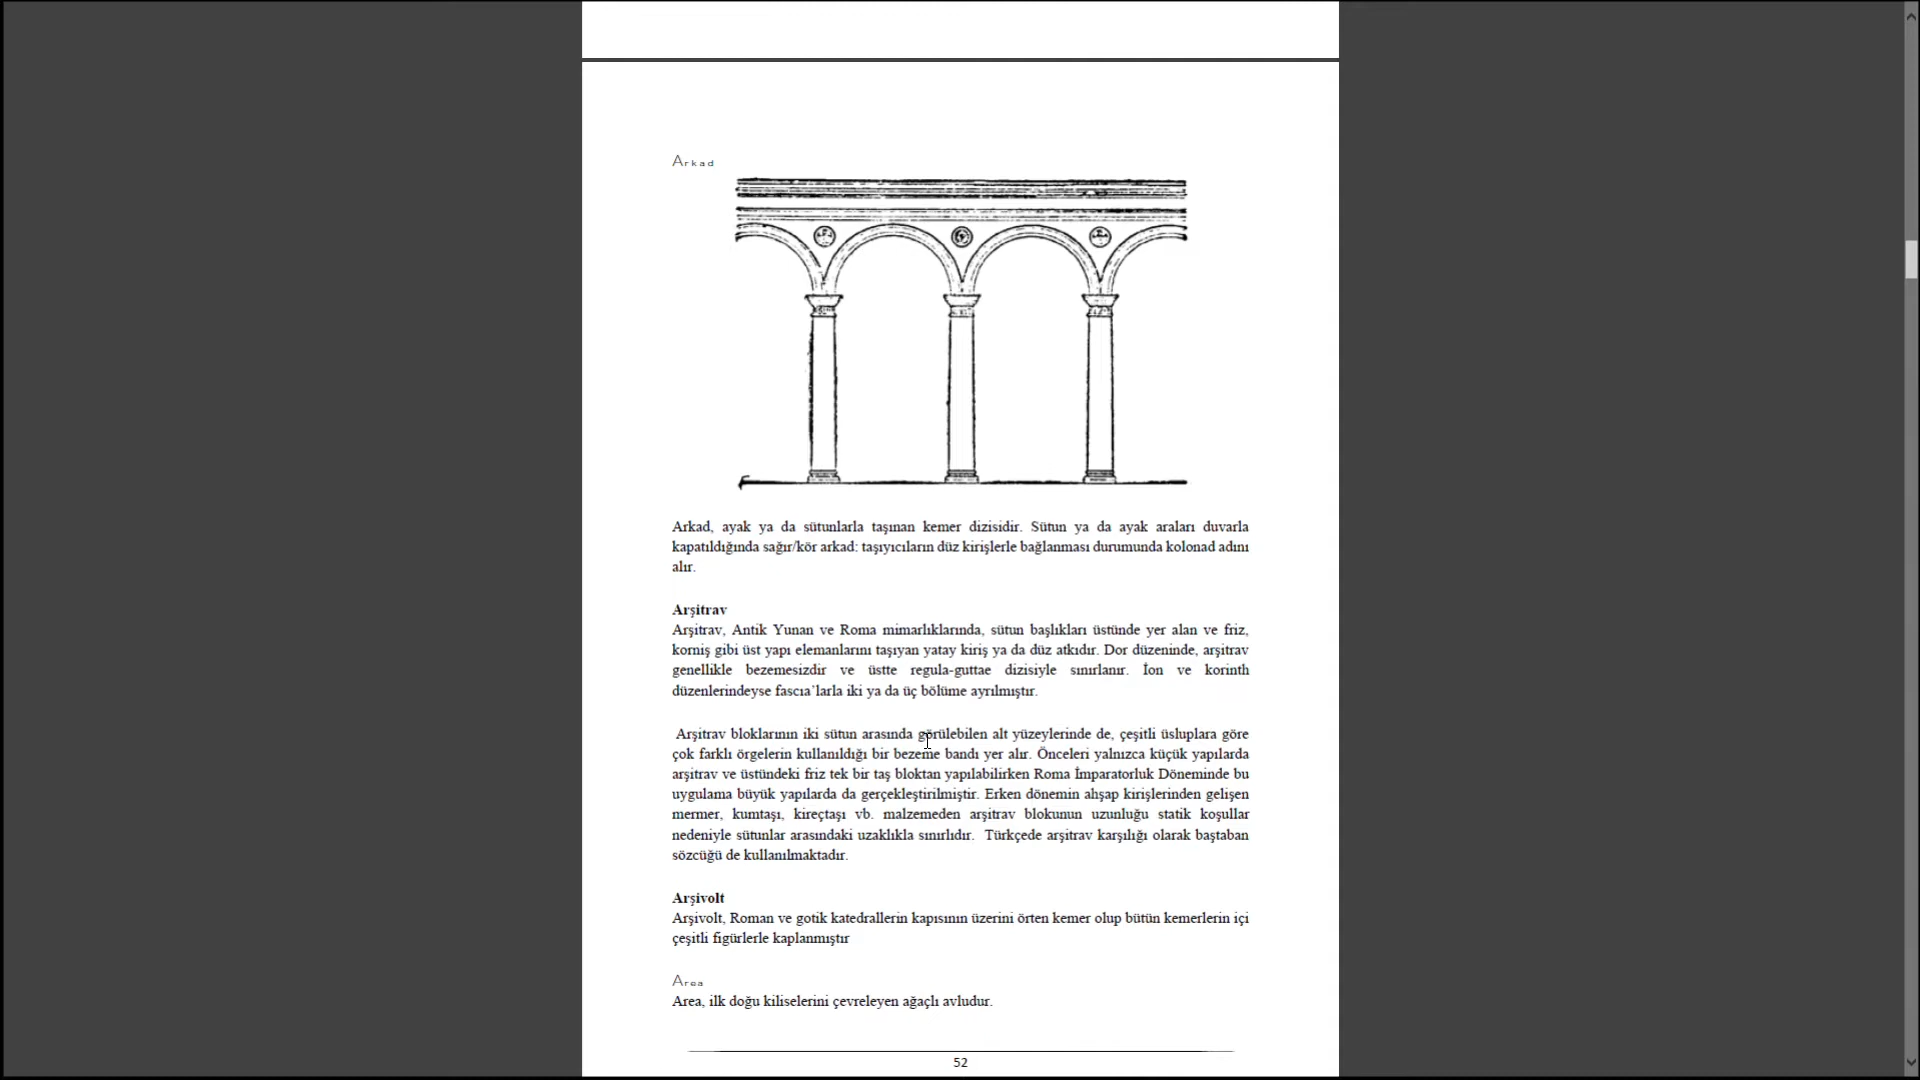 Arkad
Arkad, ayak ya da sütunlarla taşınan kemer dizisidir. Sütun ya da ayak araları duvarla
kapatıldığında sağır/kör arkad: taşıyıcıların düz kirişlerle bağlanması durumunda kolonad adını
alır.
Arşitrav
Arşitrav, Antik Yunan ve Roma mimarlıklarında, sütun başlıkları üstünde yer alan ve friz,
korniş gibi üst yapı elemanlarını taşıyan yatay kiriş ya da düz atkıdır. Dor düzeninde, arşitrav
genellikle bezemesizdir ve üstte regula-guttae dizisiyle sınırlanır. İon ve korinth
düzenlerindeyse fascıa’larla iki ya da üç bölüme ayrılmıştır.
Arşitrav bloklarının iki sütun arasında görülebilen alt yüzeylerinde de, çeşitli üsluplara göre
çok farklı örgelerin kullanıldığı bir bezeme bandı yer alır. Önceleri yalnızca küçük yapılarda
arşitrav ve üstündeki friz tek bir taş bloktan yapılabilirken Roma İmparatorluk Döneminde bu
uygulama büyük yapılarda da gerçekleştirilmiştir. Erken dönemin ahşap kirişlerinden gelişen
mermer, kumtaşı, kireçtaşı vb. malzemeden arşitrav blokunun uzunluğu statik koşullar
nedeniyle sütunlar arasındaki uzaklıkla sınırlıdır. Türkçede arşitrav karşılığı olarak baştaban
sözcüğü de kullanılmaktadır.
Arşivolt
Arşivolt, Roman ve gotik katedrallerin kapısının üzerini örten kemer olup bütün kemerlerin içi
çeşitli figürlerle kaplanmıştır
Area
Area, ilk doğu kiliselerini çevreleyen ağaçlı avludur.
52